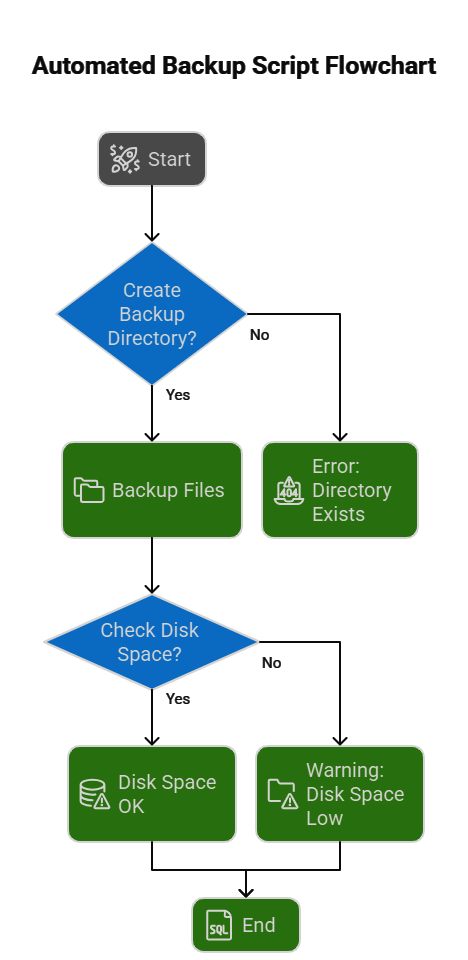 Automated Backup Script Flowchart
Start
Create
Backup
Directory?
No
Yes
Backup Files
404
Error:
Directory
Exists
Check Disk
Space?
No
Yes
Disk Space
OK
Warning:
Disk Space
Low
SQL
End